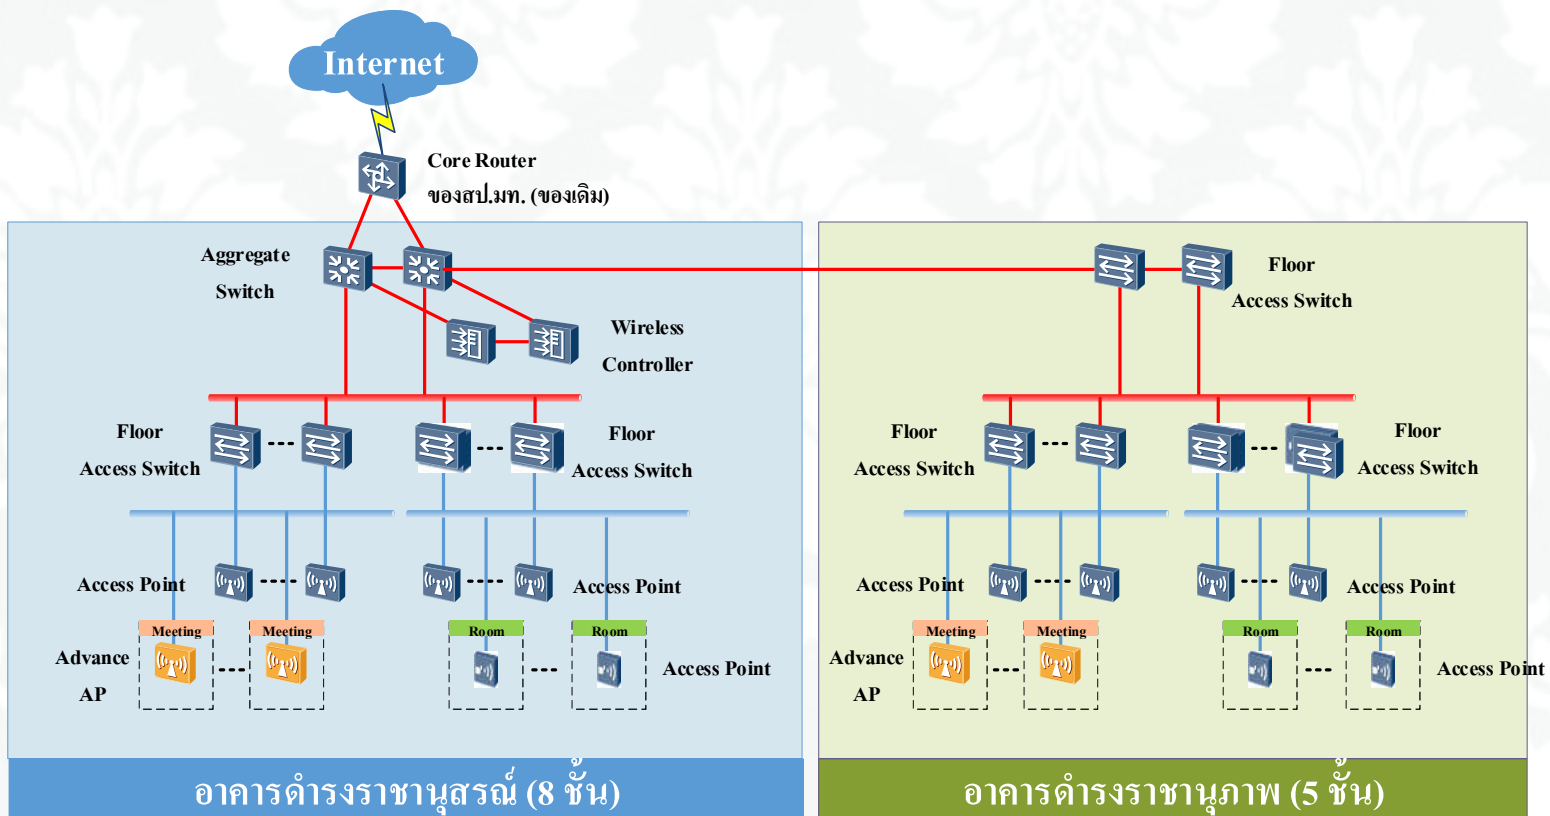 Internet
Core Router
ของสป.มท. (ของเดิม)
Aggregate
Switch
Wireless
Controller
Floor
Access Switch
Floor
Access Switch
Access Point
Access Point
Meeting
Meeting
Room
Room
Advance
AP
Access Point
อาคารดำรงราชานุสรณ์ (8 ชั้น)
Floor
Access Switch
Floor
Access Switch
Floor
Access Switch
Access Point
Access Point
Meeting
Meeting
Room
Room
Advance
AP
Access Point
อาคารดำรงราชานุภาพ (5 ชั้น)